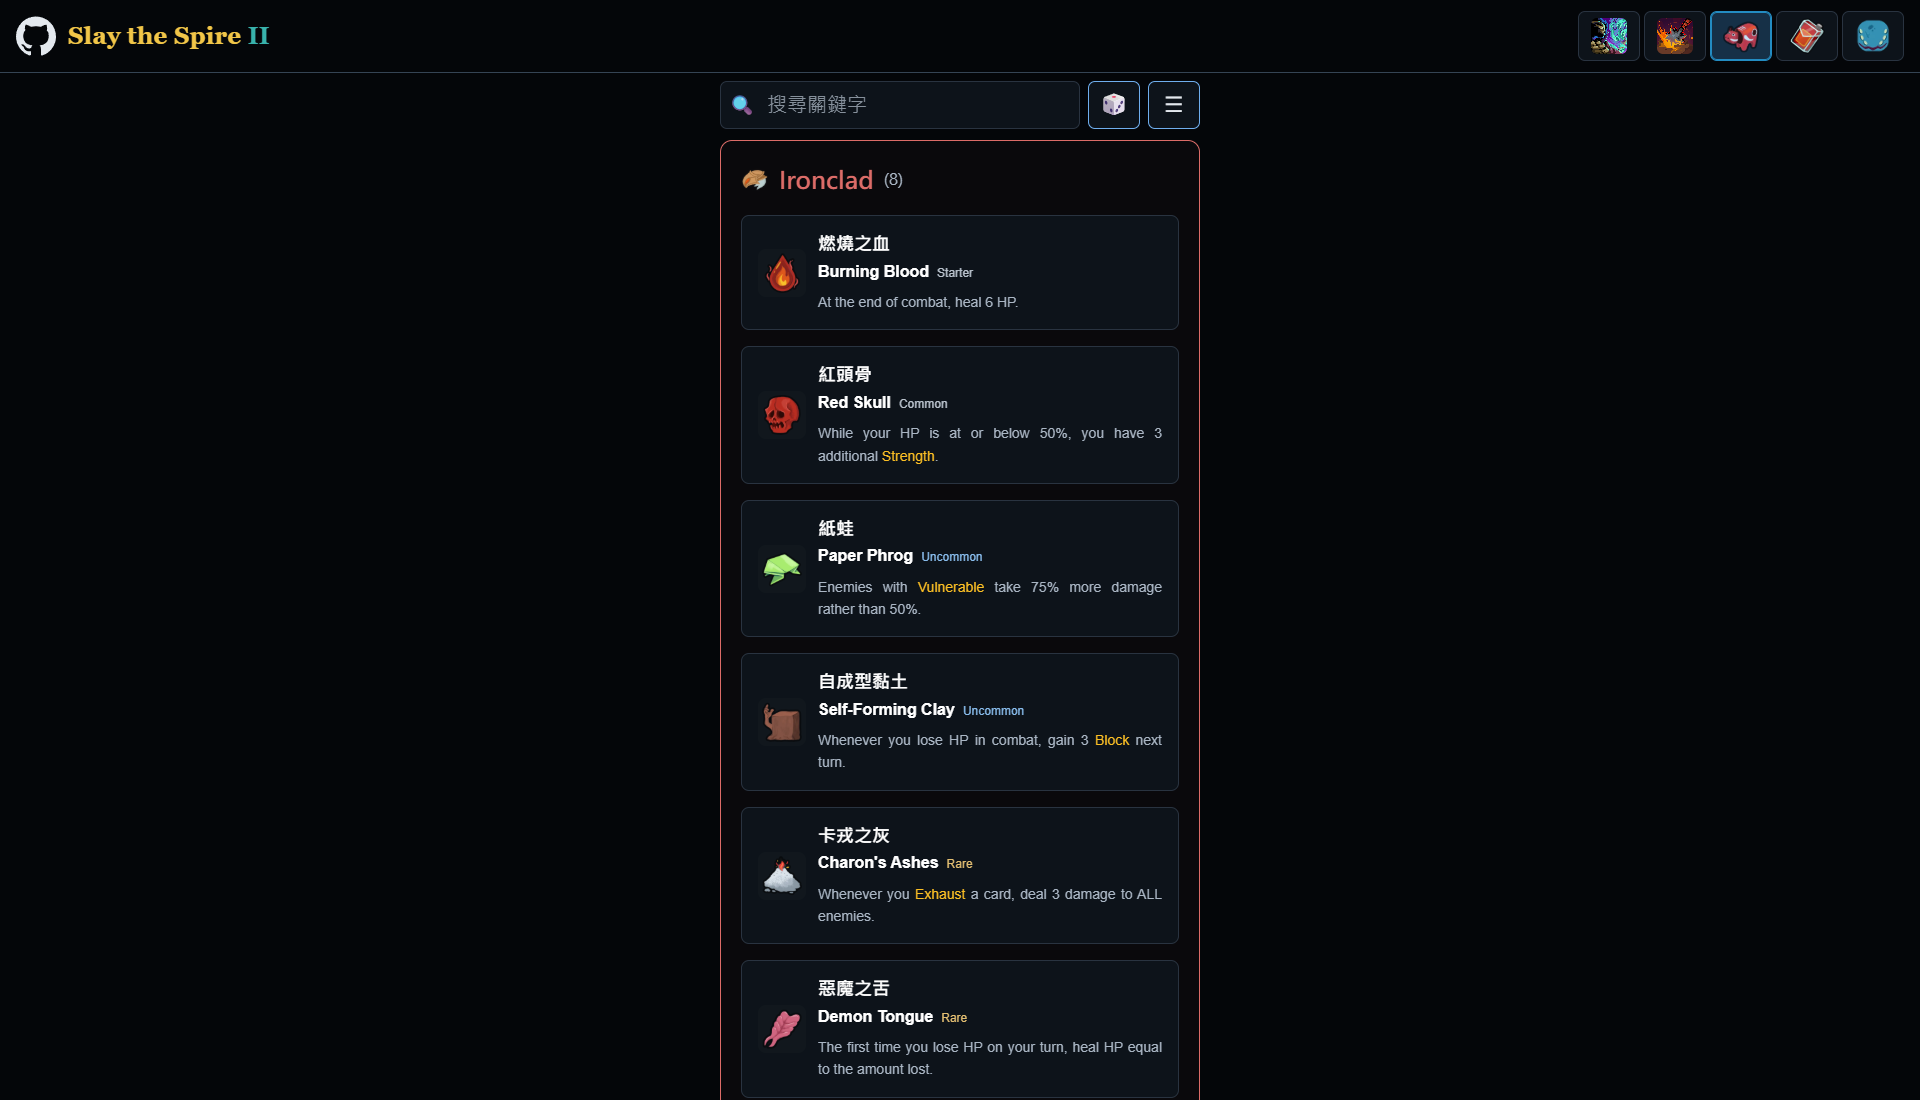 Slay the Spire II
搜尋關鍵字
Ironclad (8)
燃燒之血
Burning Blood Starter
At the end of combat, heal 6 HP.
紅頭骨
Red Skull Common
While your HP is at or below 50%, you have 3
additional Strength.
紙蛙
Paper Phrog Uncommon
Enemies with Vulnerable take 75% more damage
rather than 50%.
自成型黏土
Self-Forming Clay Uncommon
Whenever you lose HP in combat, gain 3 Block next
turn.
卡戎之灰
Charon's Ashes Rare
Whenever you Exhaust a card, deal 3 damage to ALL
enemies.
惡魔之舌
Demon Tongue Rare
The first time you lose HP on your turn, heal HP equal
to the amount lost.